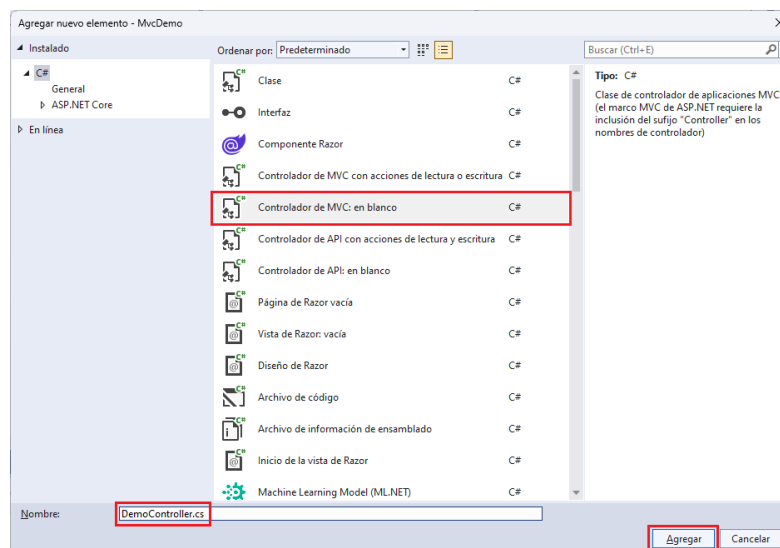 Agregar nuevo elemento - MvcDemo
Instalado
C#
General
ASP.NET Core
En línea
Ordenar por: Predeterminado
Clase C#
Interfaz C#
Componente Razor C#
Controlador de MVC con acciones de lectura o escritura C#
Controlador de MVC: en blanco C#
Controlador de API con acciones de lectura y escritura C#
Controlador de API: en blanco C#
Página de Razor vacía C#
Vista de Razor: vacía C#
Diseño de Razor C#
Archivo de código C#
Archivo de información de ensamblado C#
Inicio de la vista de Razor C#
Machine Learning Model (ML.NET) C#
Buscar (Ctrl+E)
Tipo: C#
Clase de controlador de aplicaciones MVC
(el marco MVC de ASP.NET requiere la
inclusión del sufijo "Controller" en los
nombres de controlador)
Nombre: DemoController.cs
Agregar Cancelar